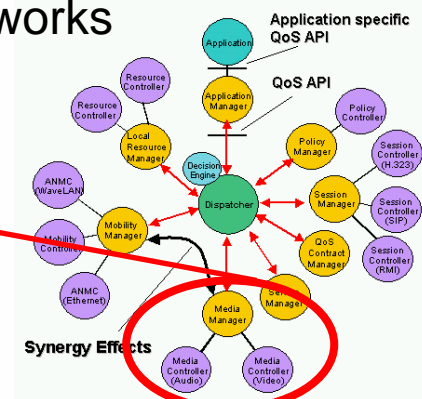 works
Application specific
QoS API
Application
QoS API
Application
Manager
Resource
Controller
Resource
Controller
Local
Resource
Manager
Decision
Engine
Policy
Controller
Policy
Manager
Session
Controller
(H.323)
Session
Manager
Session
Controller
(SIP)
Session
Controller
(RMI)
Dispatcher
ANMC
(WaveLAN)
Mobility
Manager
Mobility
ANMC
(Ethernet)
QoS
Contract
Manager
Manager
Media
Manager
Synergy Effects
Media
Controller
(Audio)
Media
Controller
(Video)